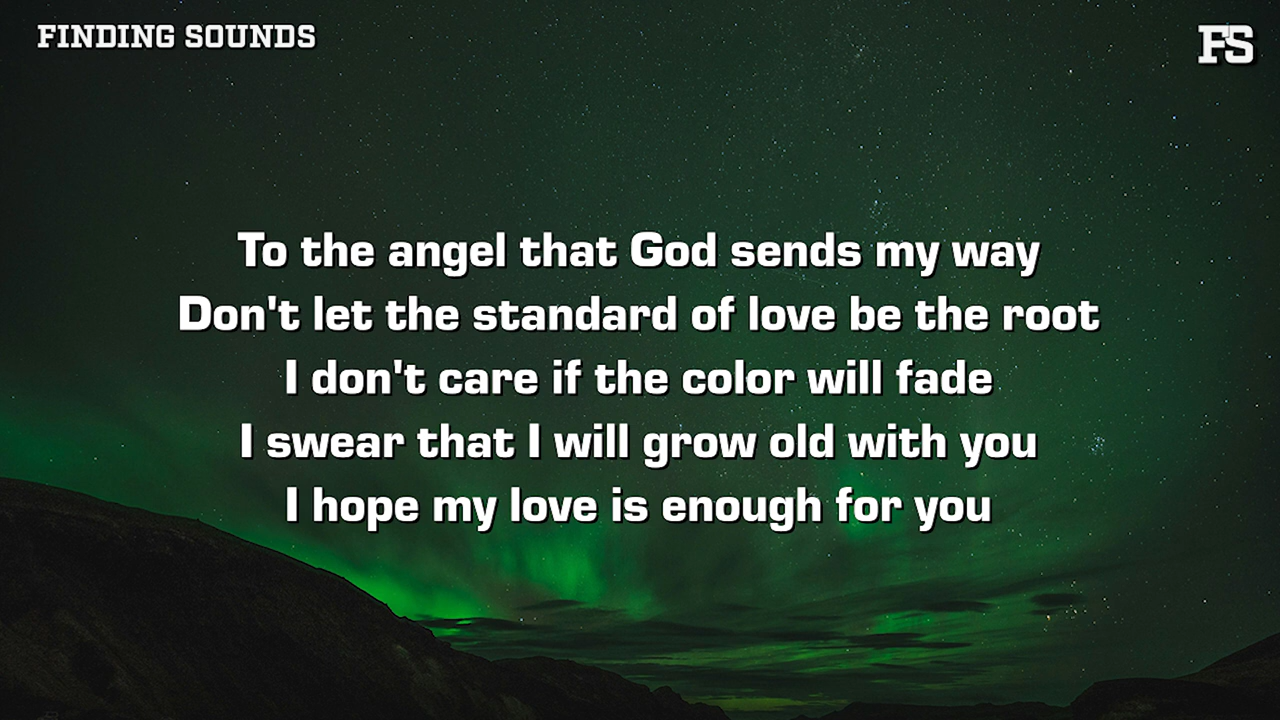 FINDING SOUNDS
FS
To the angel that God sends my way
Don't let the standard of love be the root
I don't care if the color will fade
I swear that I will grow old with you
I hope my love is enough for you